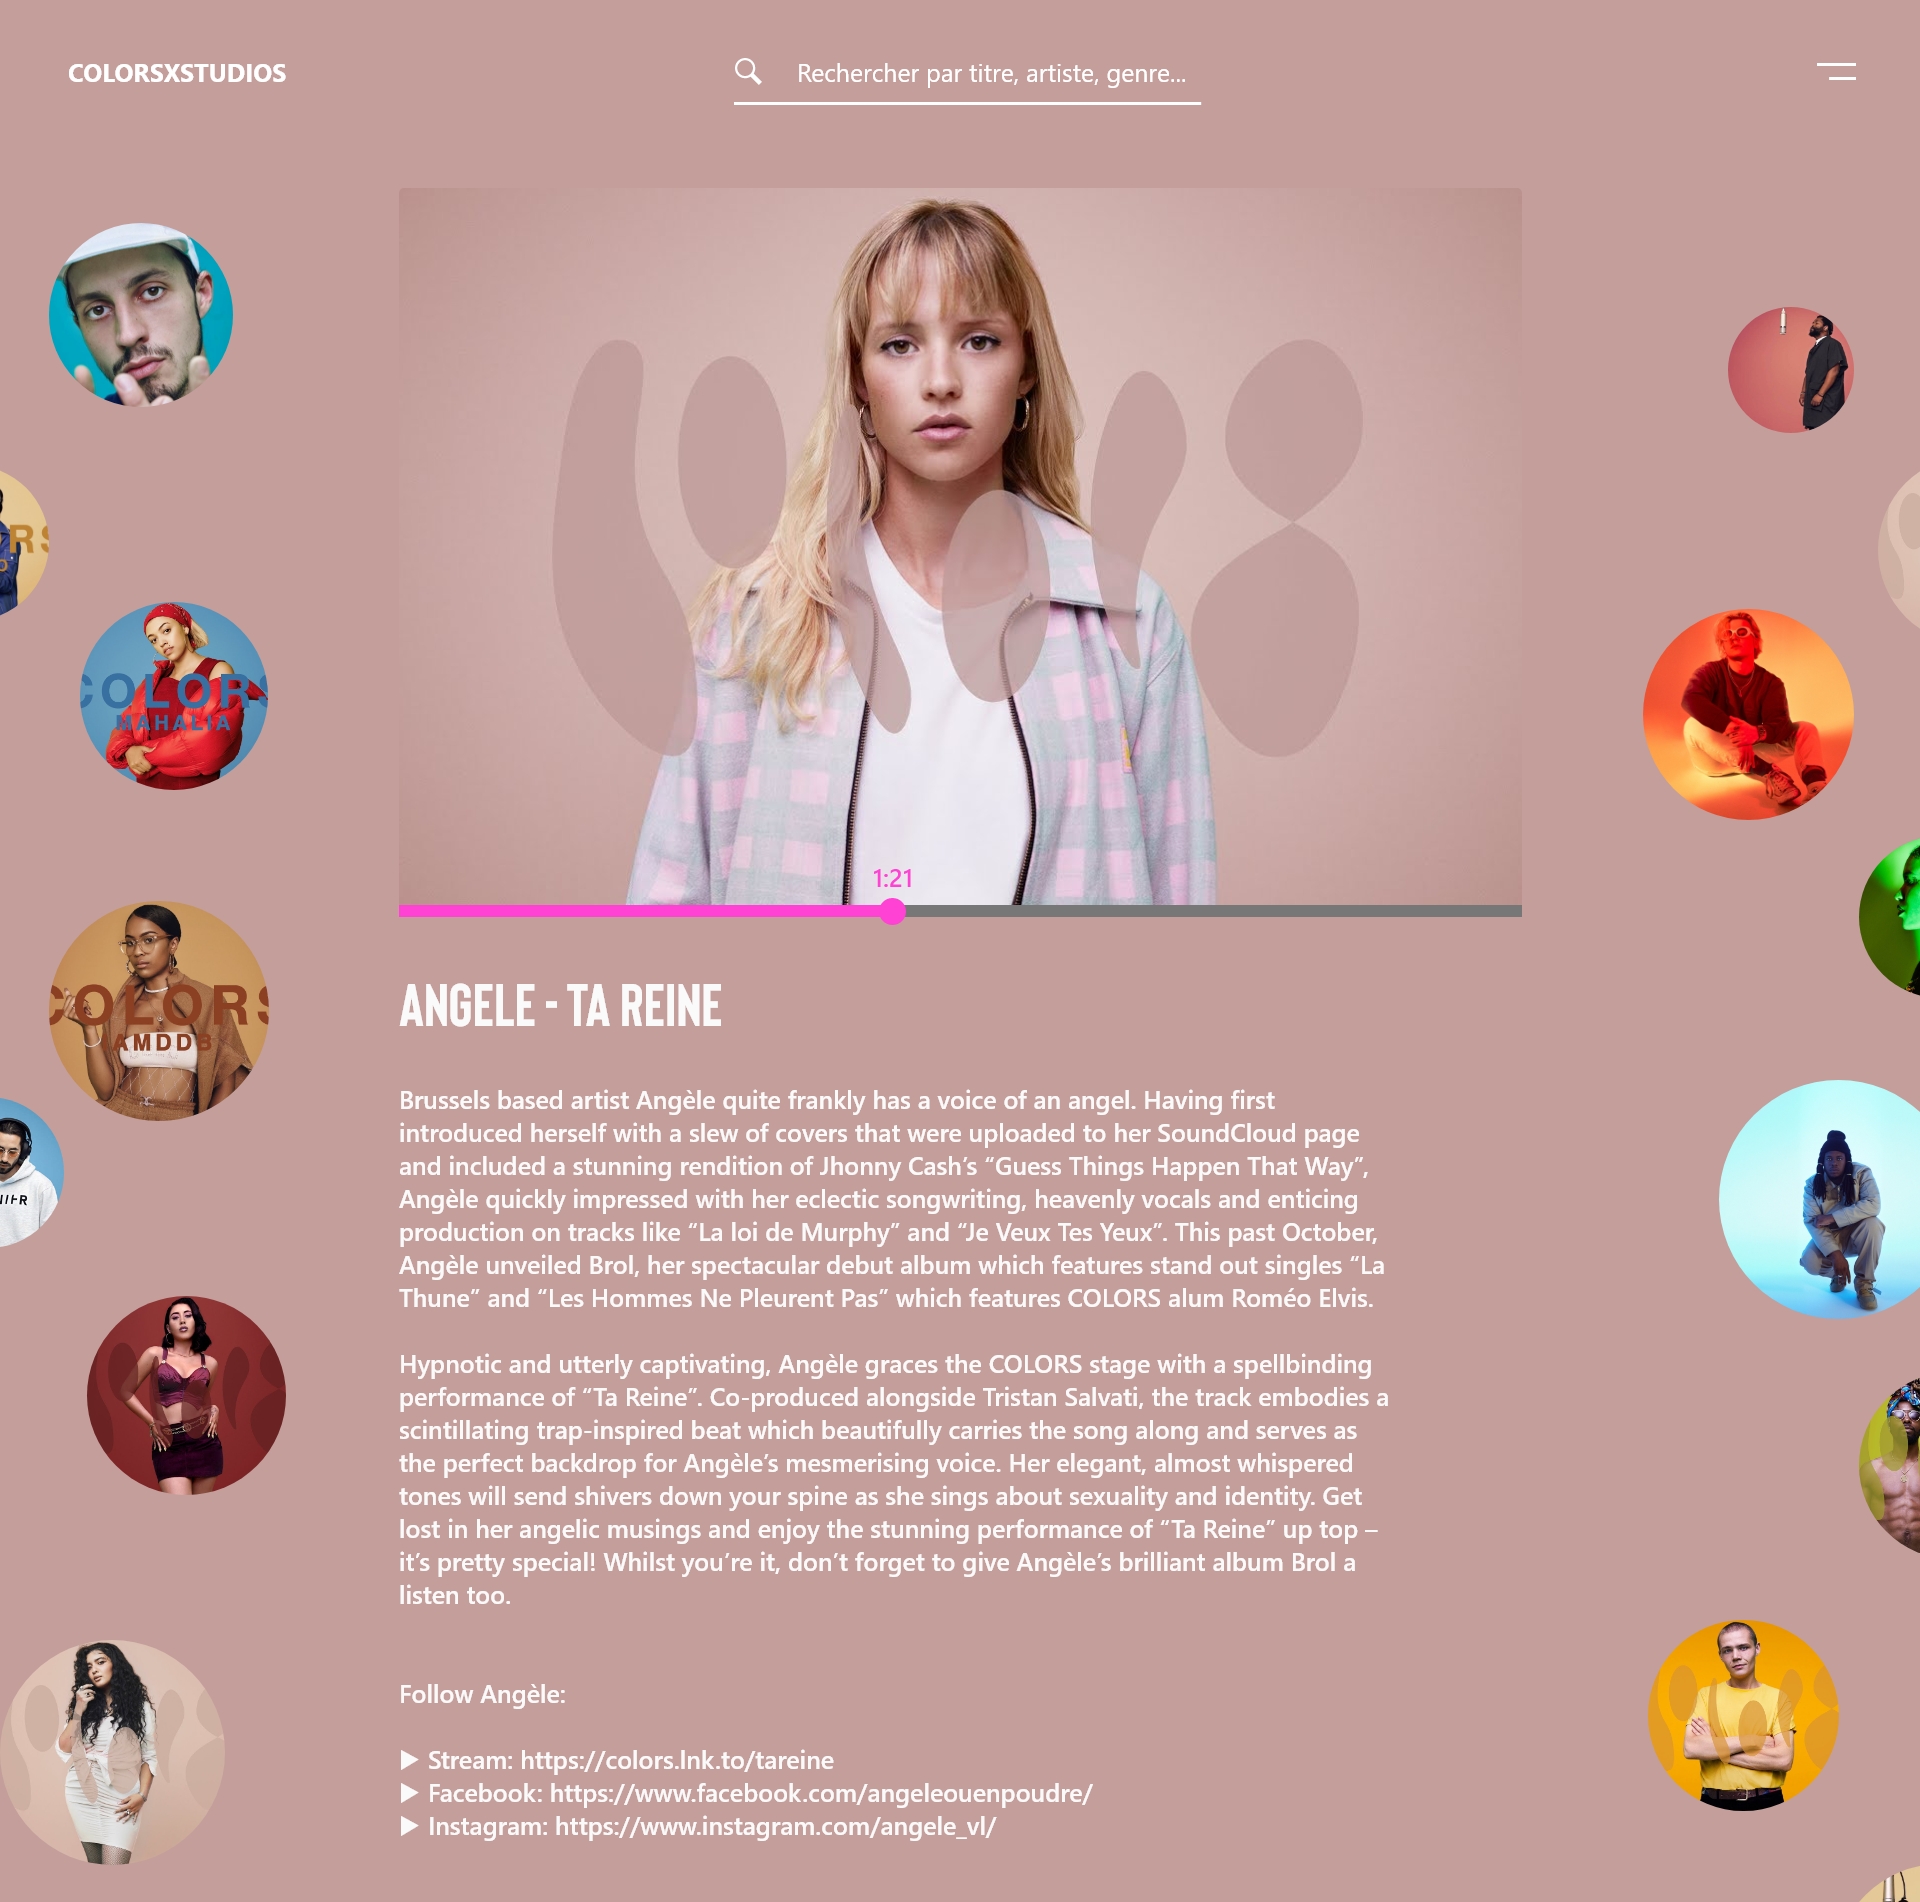 COLORSXSTUDIOS
Rechercher par titre, artiste, genre...
COLORS
MAHALIA
COLORS
AMDDB
1:21
ANGELE - TA REINE
Brussels based artist Angèle quite frankly has a voice of an angel. Having first
introduced herself with a slew of covers that were uploaded to her SoundCloud page
and included a stunning rendition of Jhonny Cash’s “Guess Things Happen That Way”,
Angèle quickly impressed with her eclectic songwriting, heavenly vocals and enticing
production on tracks like “La loi de Murphy” and “Je Veux Tes Yeux”. This past October,
Angèle unveiled Brol, her spectacular debut album which features stand out singles “La
Thune” and “Les Hommes Ne Pleurent Pas” which features COLORS alum Roméo Elvis.
Hypnotic and utterly captivating, Angèle graces the COLORS stage with a spellbinding
performance of “Ta Reine”. Co-produced alongside Tristan Salvati, the track embodies a
scintillating trap-inspired beat which beautifully carries the song along and serves as
the perfect backdrop for Angèle’s mesmerising voice. Her elegant, almost whispered
tones will send shivers down your spine as she sings about sexuality and identity. Get
lost in her angelic musings and enjoy the stunning performance of “Ta Reine” up top –
it’s pretty special! Whilst you’re it, don’t forget to give Angèle’s brilliant album Brol a
listen too.
Follow Angèle:
▶ Stream: https://colors.lnk.to/tareine
▶ Facebook: https://www.facebook.com/angeleouenpoudre/
▶ Instagram: https://www.instagram.com/angele_vl/